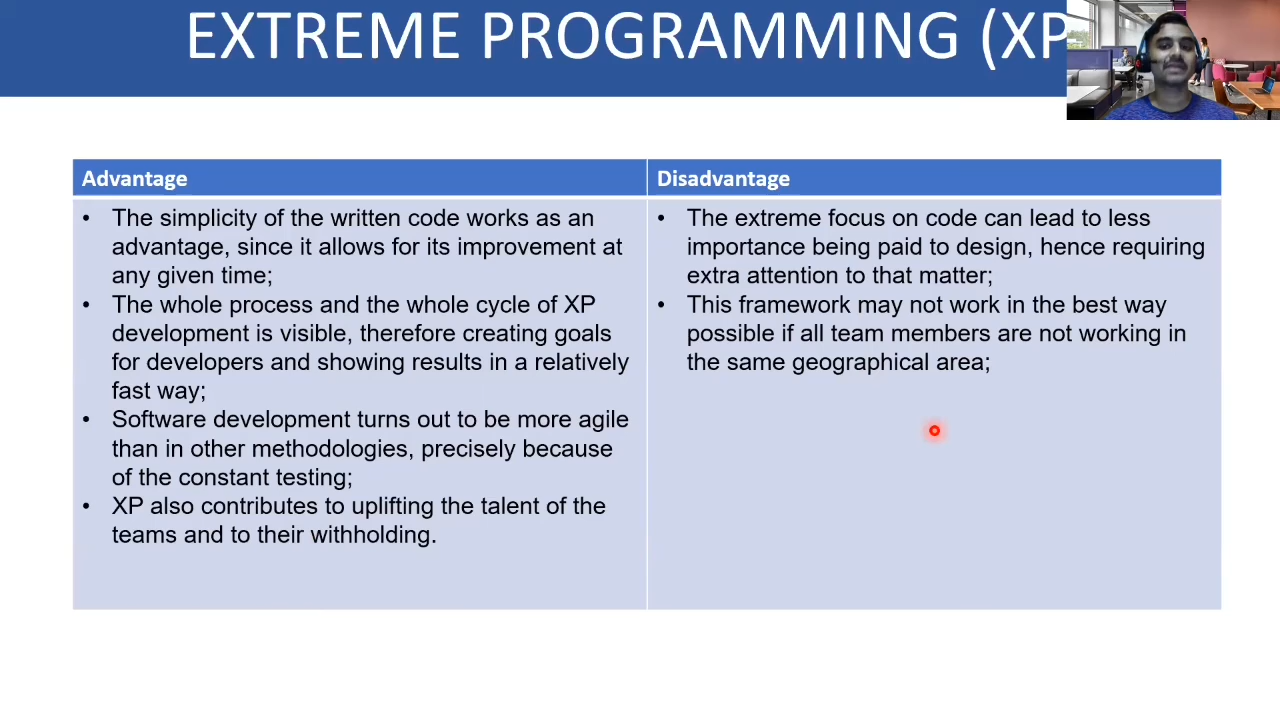 EXTREME PROGRAMMING (XP
Advantage
Disadvantage
• The simplicity of the written code works as an
advantage, since it allows for its improvement at
any given time;
• The whole process and the whole cycle of XP
development is visible, therefore creating goals
for developers and showing results in a relatively
fast way;
• Software development turns out to be more agile
than in other methodologies, precisely because
of the constant testing;
• XP also contributes to uplifting the talent of the
teams and to their withholding.
• The extreme focus on code can lead to less
importance being paid to design, hence requiring
extra attention to that matter;
• This framework may not work in the best way
possible if all team members are not working in
the same geographical area;